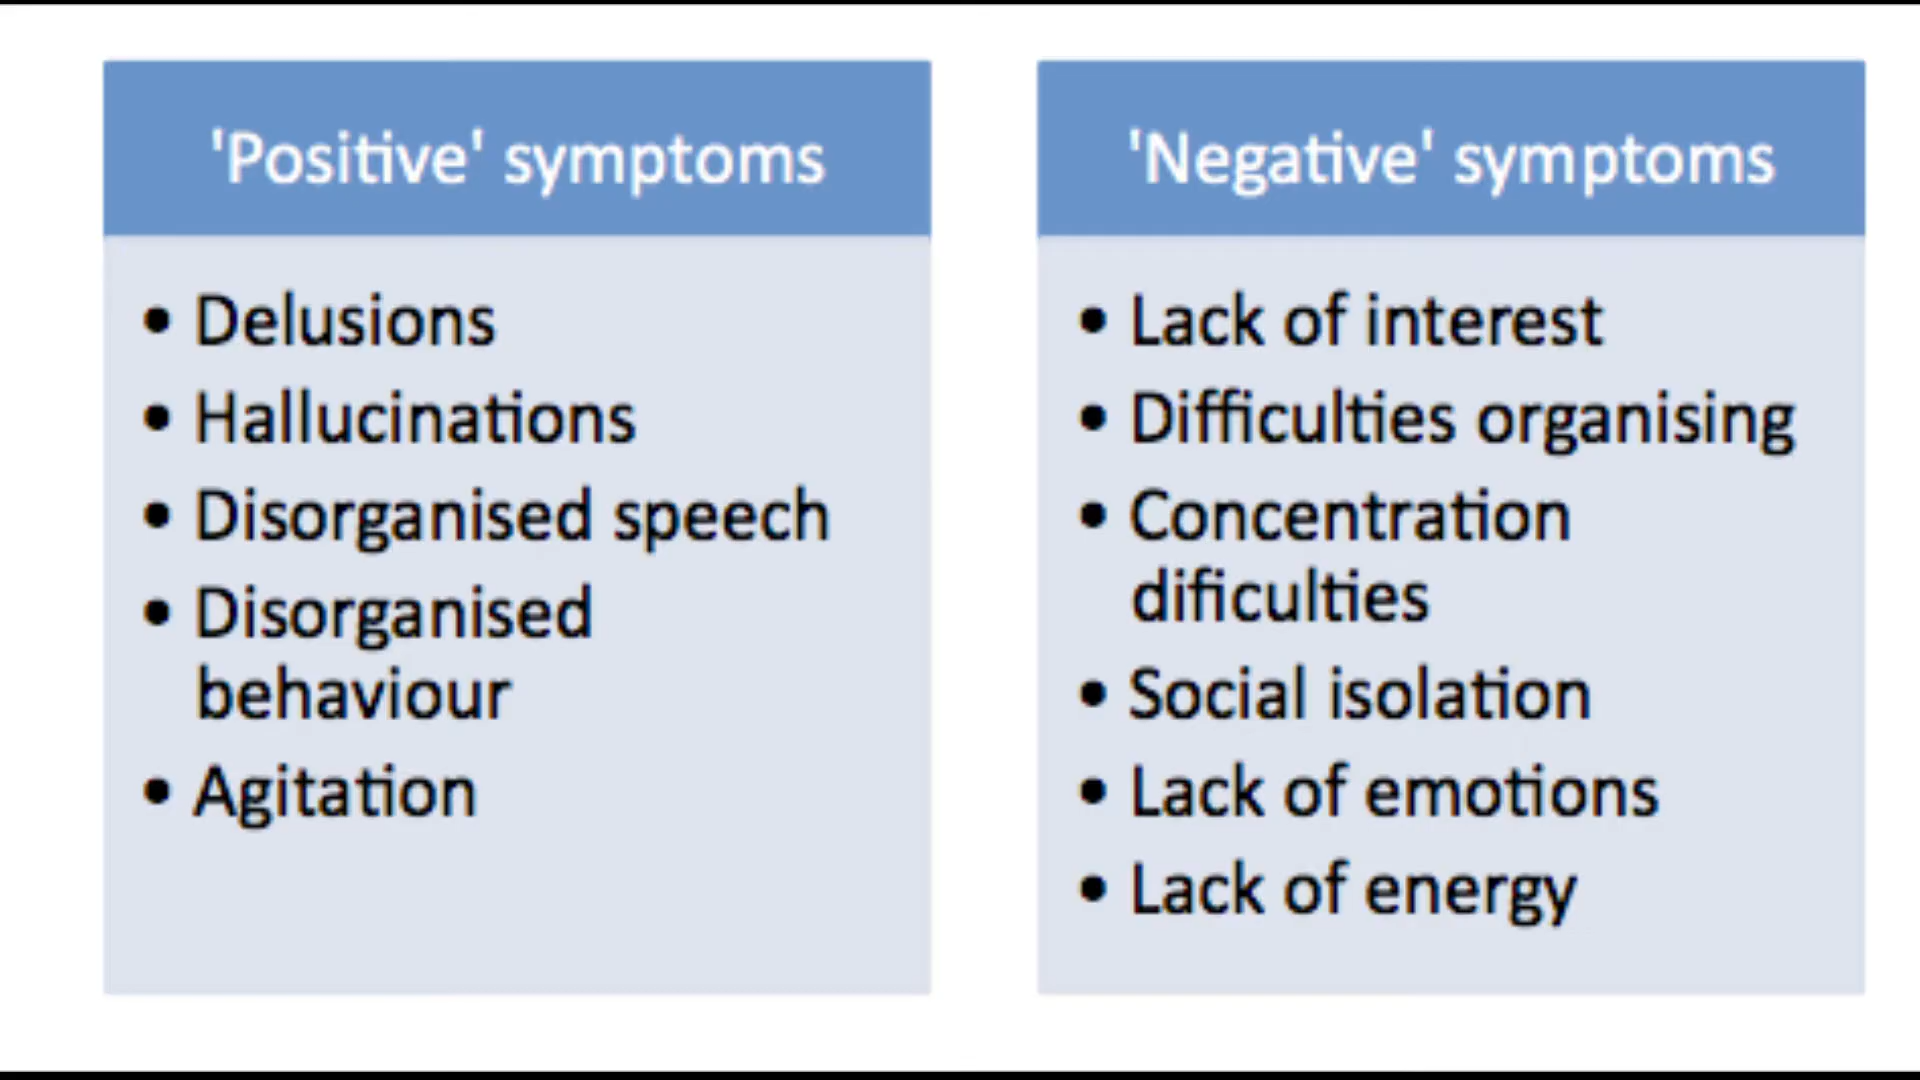 'Positive' symptoms
• Delusions
• Hallucinations
• Disorganised speech
• Disorganised
behaviour
• Agitation
'Negative' symptoms
• Lack of interest
• Difficulties organising
• Concentration
dificulties
• Social isolation
• Lack of emotions
• Lack of energy